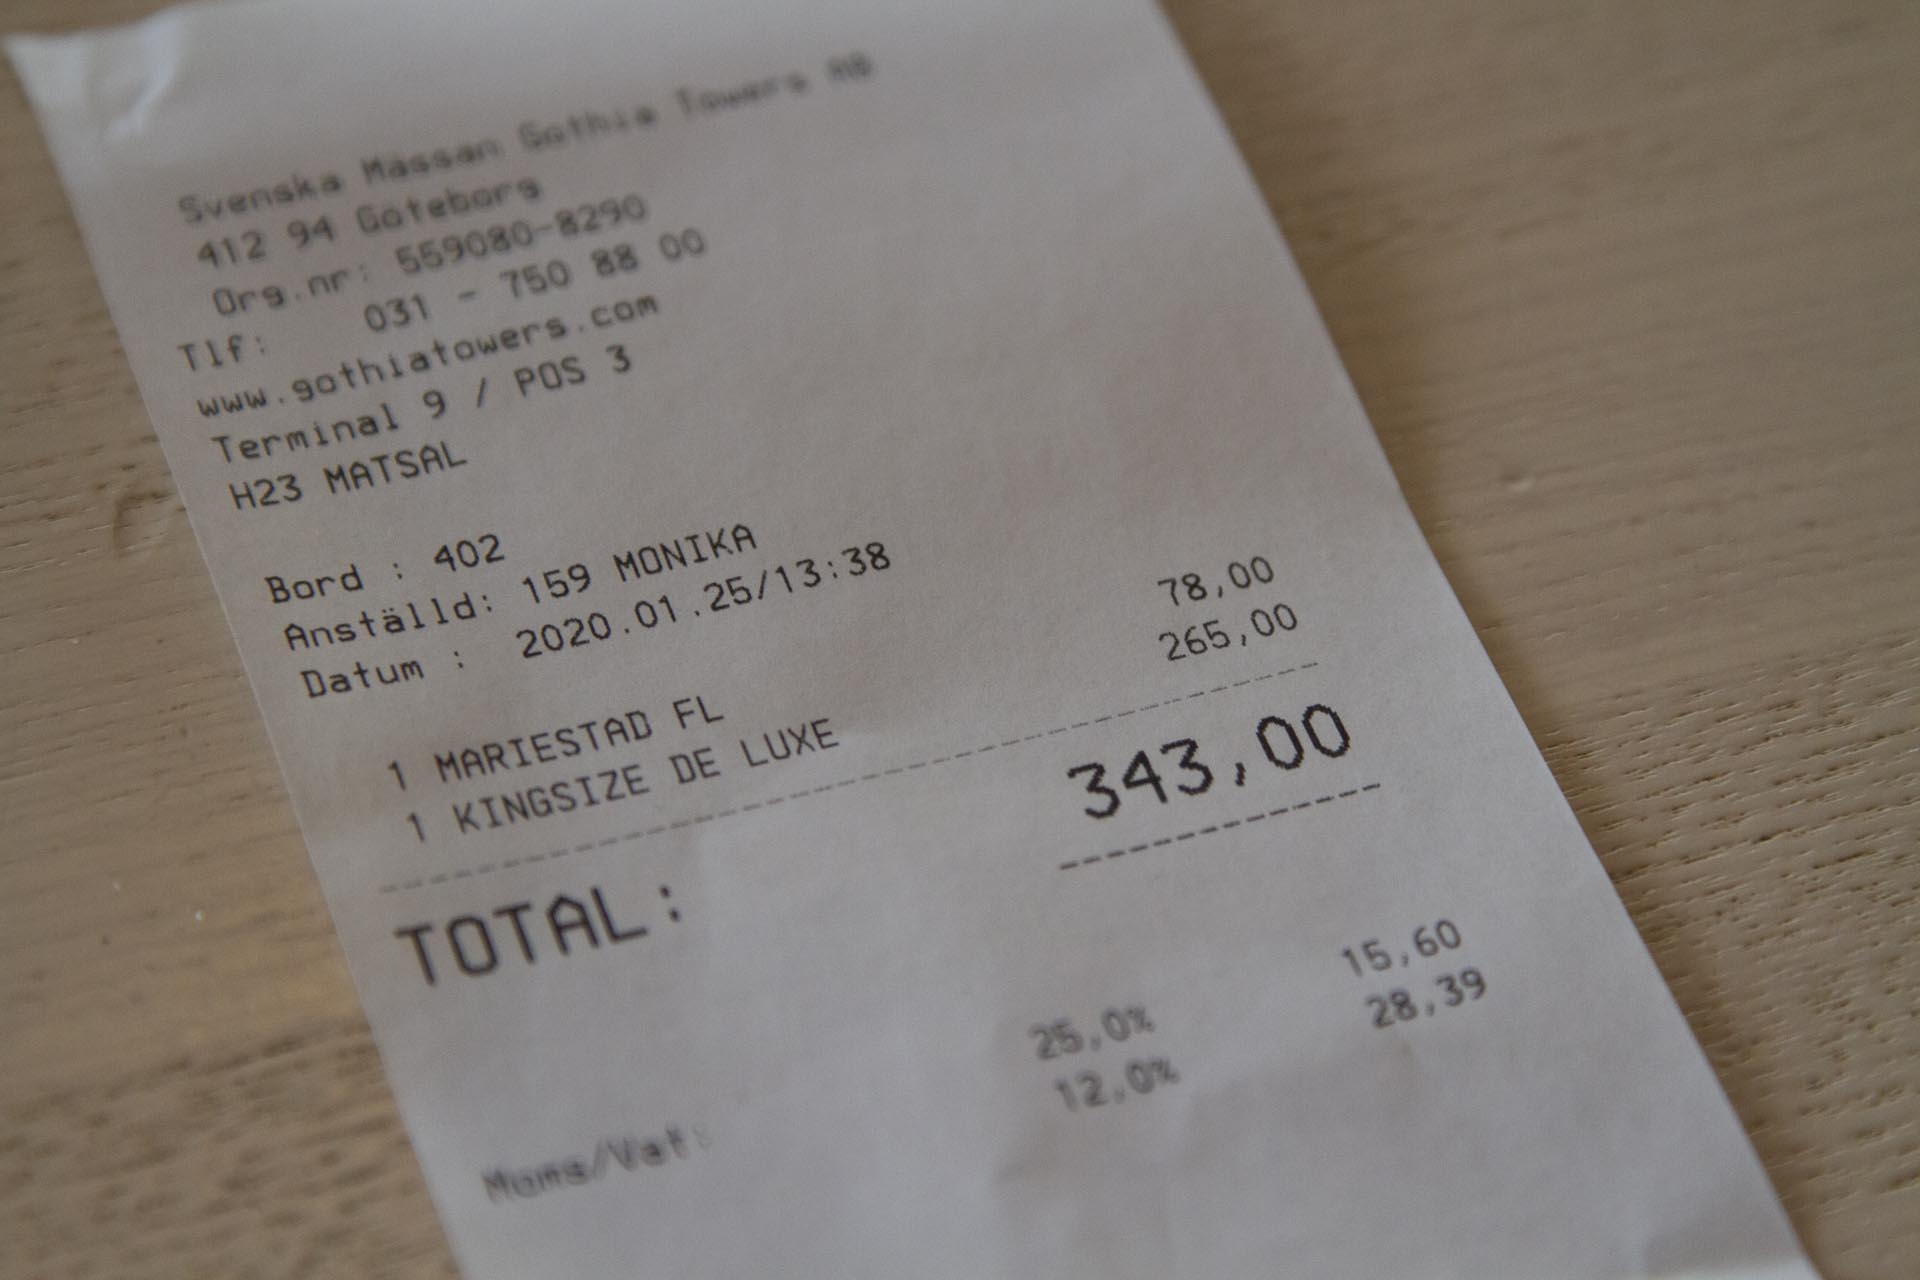 Svenska Mässan Gothia Towers AB
412 94 Göteborg
Org.nr: 559080-8290
Tlf: 031 - 750 88 00
www.gothiatowers.com
Terminal 9 / POS 3
H23 MATSAL
Bord : 402
Anställd: 159 MONIKA
Datum : 2020.01.25/13:38
1 MARIESTAD FL 78,00
1 KINGSIZE DE LUXE 265,00
TOTAL: 343,00
Moms/Vat: 25,0% 15,60
12,0% 28,39